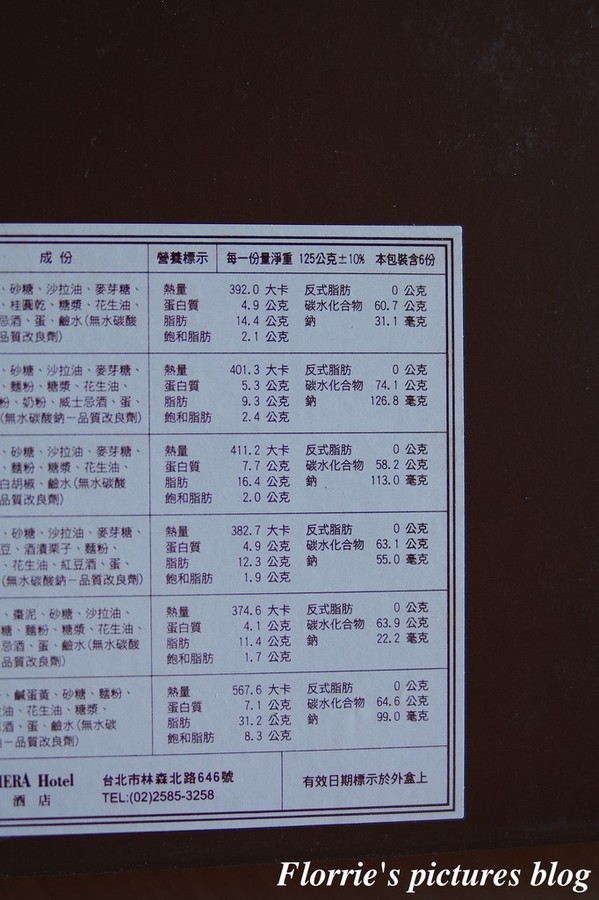 成份 營養標示 每一份量淨重 125公克±10% 本包裝含6份
、砂糖、沙拉油、麥芽糖、 熱量 392.0 大卡 反式脂肪 0 公克
、桂圓乾、糖漿、花生油、 蛋白質 4.9 公克 碳水化合物 60.7 公克
忌酒、蛋、鹼水(無水碳酸 脂肪 14.4 公克 鈉 31.1 毫克
品質改良劑) 飽和脂肪 2.1 公克
、砂糖、沙拉油、麥芽糖、 熱量 401.3 大卡 反式脂肪 0 公克
、麵粉、糖漿、花生油、 蛋白質 5.3 公克 碳水化合物 74.1 公克
粉、奶粉、威士忌酒、蛋、 脂肪 9.3 公克 鈉 126.8 毫克
(無水碳酸鈉－品質改良劑) 飽和脂肪 2.4 公克
、砂糖、沙拉油、麥芽糖、 熱量 411.2 大卡 反式脂肪 0 公克
、麵粉、糖漿、花生油、 蛋白質 7.7 公克 碳水化合物 58.2 公克
白胡椒、鹼水(無水碳酸 脂肪 16.4 公克 鈉 113.0 毫克
品質改良劑) 飽和脂肪 2.0 公克
、砂糖、沙拉油、麥芽糖、 熱量 382.7 大卡 反式脂肪 0 公克
豆、酒漬栗子、麵粉、 蛋白質 4.9 公克 碳水化合物 63.1 公克
、花生油、紅豆酒、蛋、 脂肪 12.3 公克 鈉 55.0 毫克
(無水碳酸鈉－品質改良劑) 飽和脂肪 1.9 公克
、棗泥、砂糖、沙拉油、 熱量 374.6 大卡 反式脂肪 0 公克
糖、麵粉、糖漿、花生油、 蛋白質 4.1 公克 碳水化合物 63.9 公克
忌酒、蛋、鹼水(無水碳酸 脂肪 11.4 公克 鈉 22.2 毫克
品質改良劑) 飽和脂肪 1.7 公克
、鹹蛋黃、砂糖、麵粉、 熱量 567.6 大卡 反式脂肪 0 公克
油、花生油、糖漿、 蛋白質 7.1 公克 碳水化合物 64.6 公克
酒、蛋、鹼水(無水碳 脂肪 31.2 公克 鈉 99.0 毫克
－品質改良劑) 飽和脂肪 8.3 公克
IERA Hotel 台北市林森北路646號 有效日期標示於外盒上
酒店 TEL:(02)2585-3258
Florrie's pictures blog